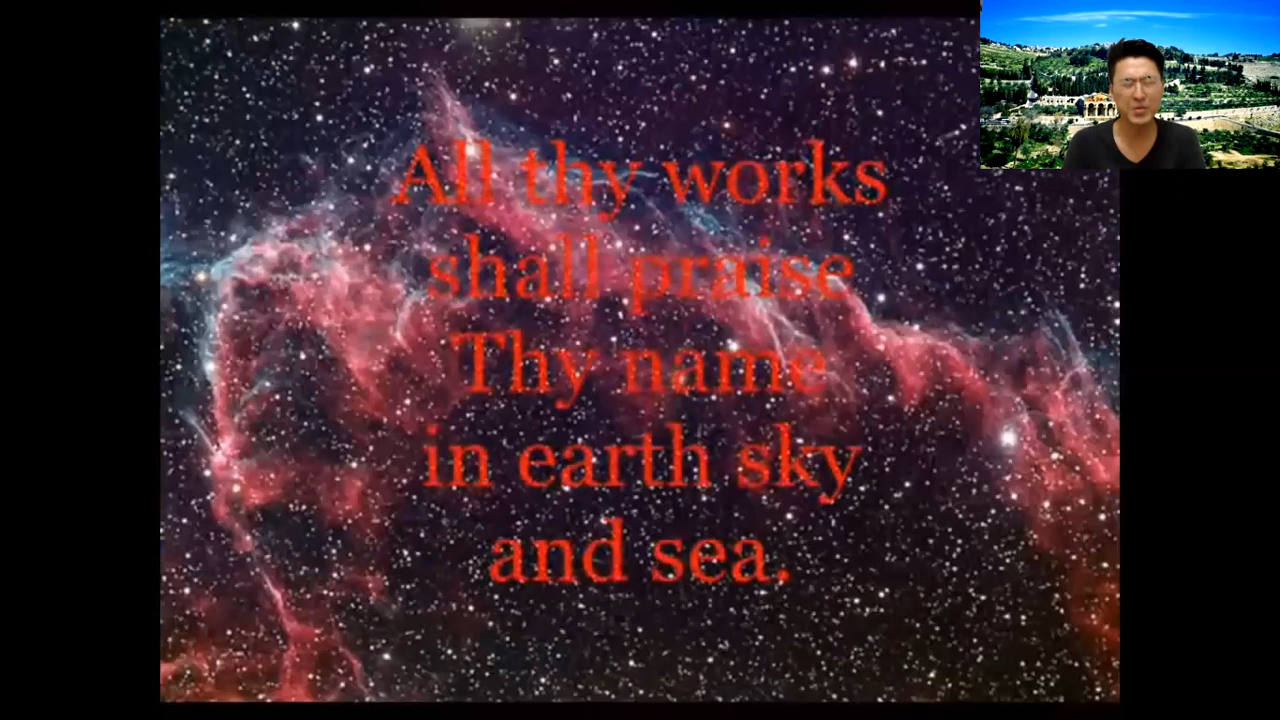 All thy works
shall praise
Thy name
in earth sky
and sea.